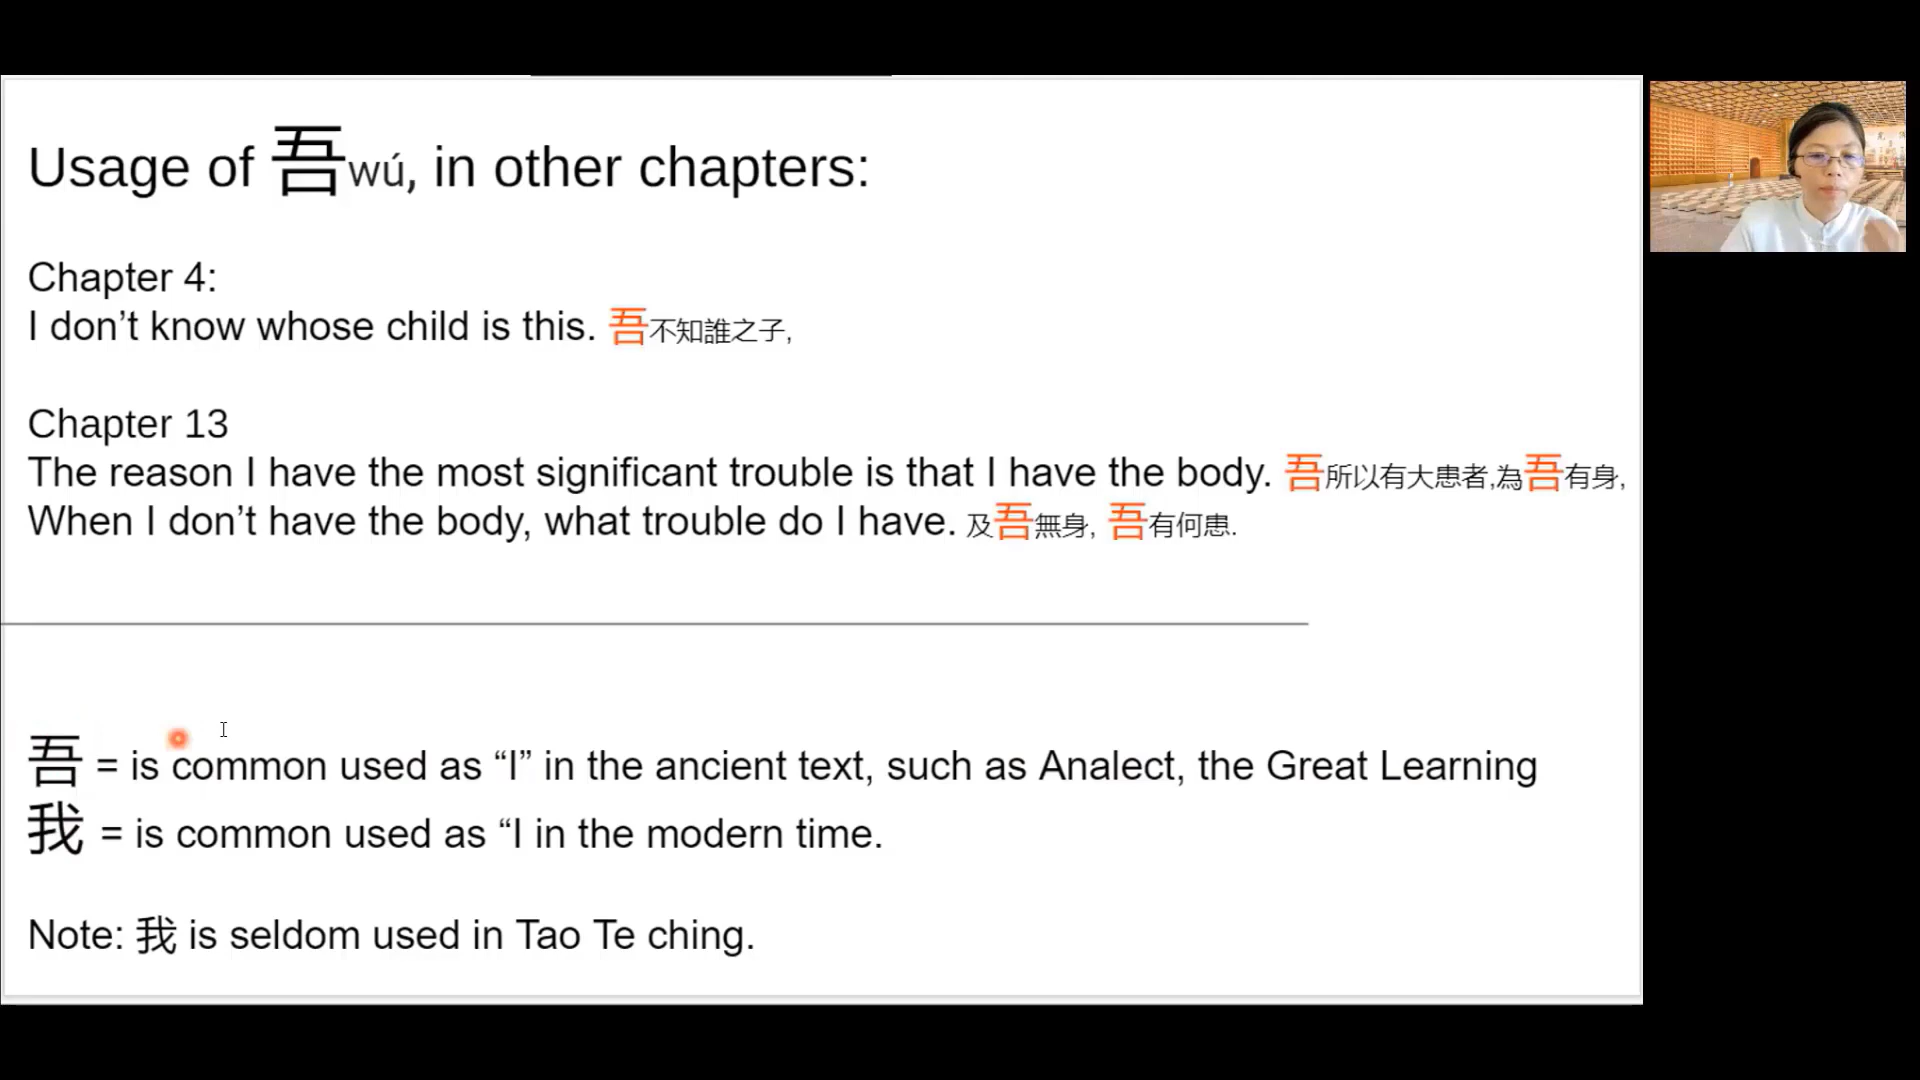 Usage of 吾wú, in other chapters:
Chapter 4:
I don’t know whose child is this. 吾不知誰之子,
Chapter 13
The reason I have the most significant trouble is that I have the body. 吾所以有大患者,為吾有身,
When I don’t have the body, what trouble do I have. 及吾無身, 吾有何患.
吾 = is common used as “I” in the ancient text, such as Analect, the Great Learning
我 = is common used as “I in the modern time.
Note: 我 is seldom used in Tao Te ching.